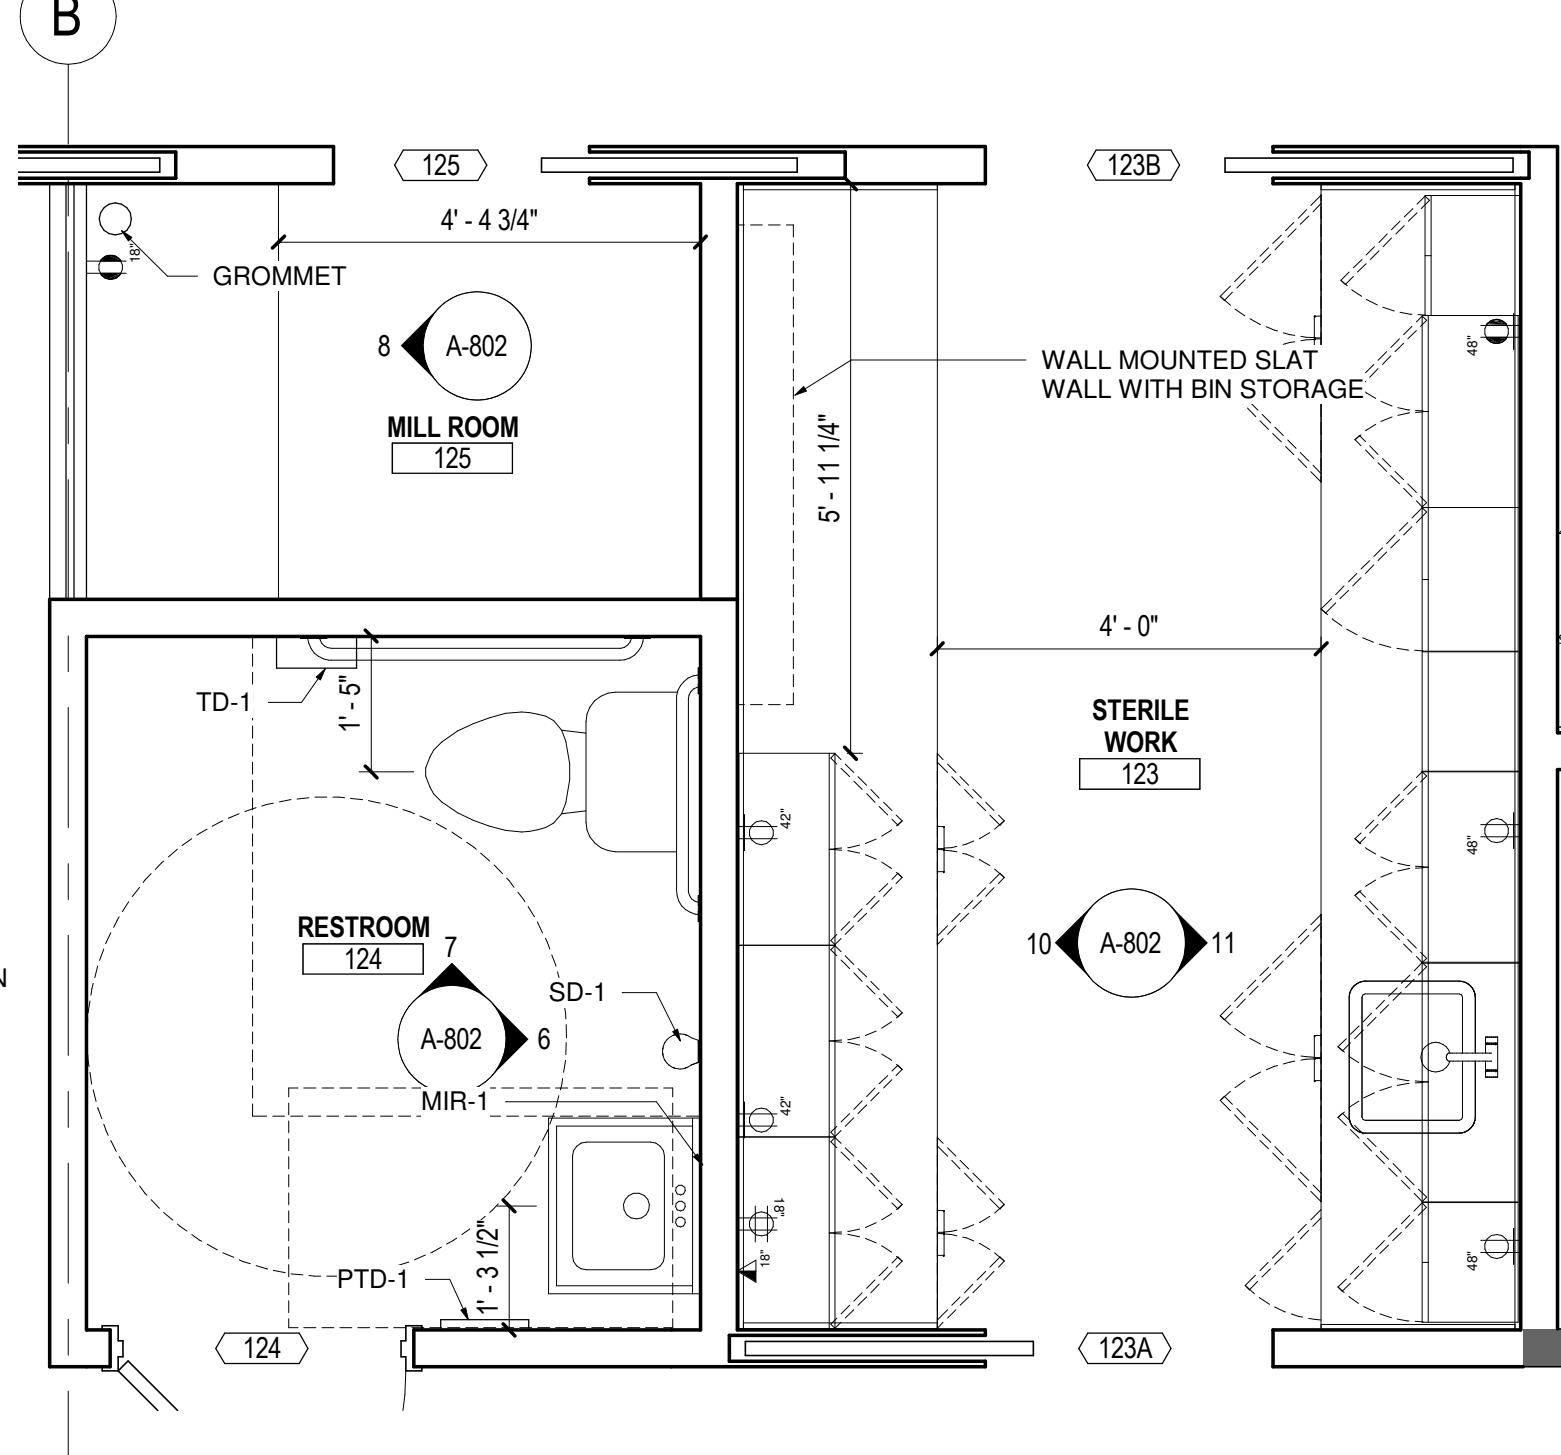 B
125
123B
4' - 4 3/4"
18"
GROMMET
8
A-802
MILL ROOM
125
48"
WALL MOUNTED SLAT
WALL WITH BIN STORAGE
5' - 11 1/4"
4' - 0"
TD-1
1' - 5"
STERILE
WORK
123
42"
48"
RESTROOM
124
7
A-802
6
SD-1
10
A-802
11
N
MIR-1
42"
18"
18"
1' - 3 1/2"
PTD-1
48"
124
123A